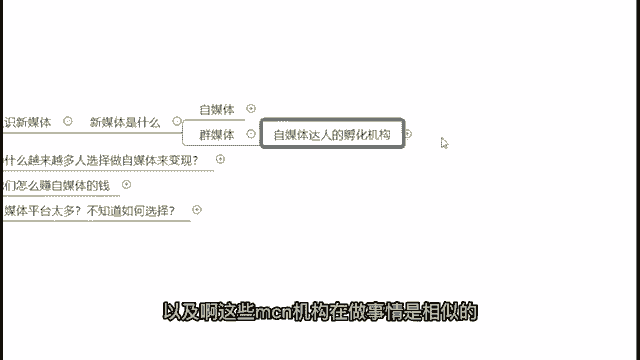 自媒体
识新媒体 新媒体是什么
群媒体 自媒体达人的孵化机构
什么越来越多人选择做自媒体来变现？
们怎么赚自媒体的钱
媒体平台太多？不知道如何选择？
以及啊这些mcn机构在做事情是相似的